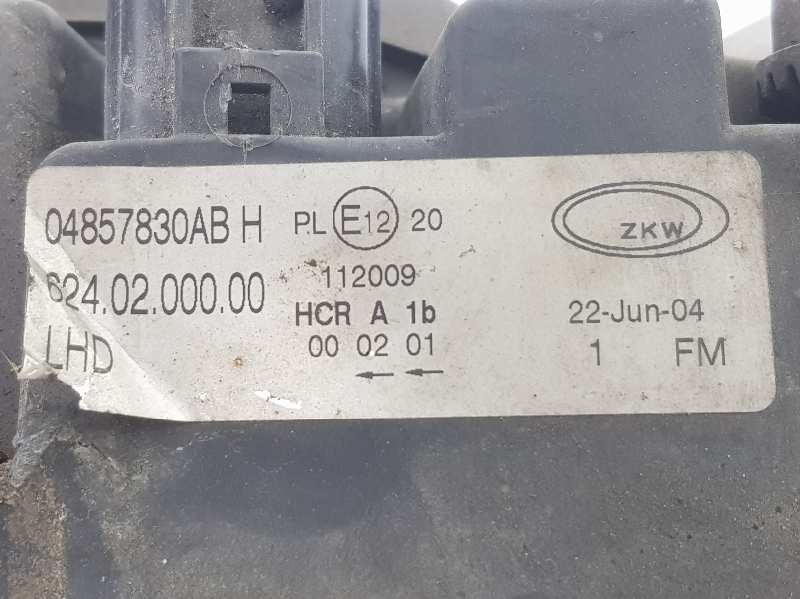 04857830AB H
PL E12 20
ZKW
624.02.000.00
112009
HCR A 1b
22-Jun-04
LHD
00 02 01
1 FM